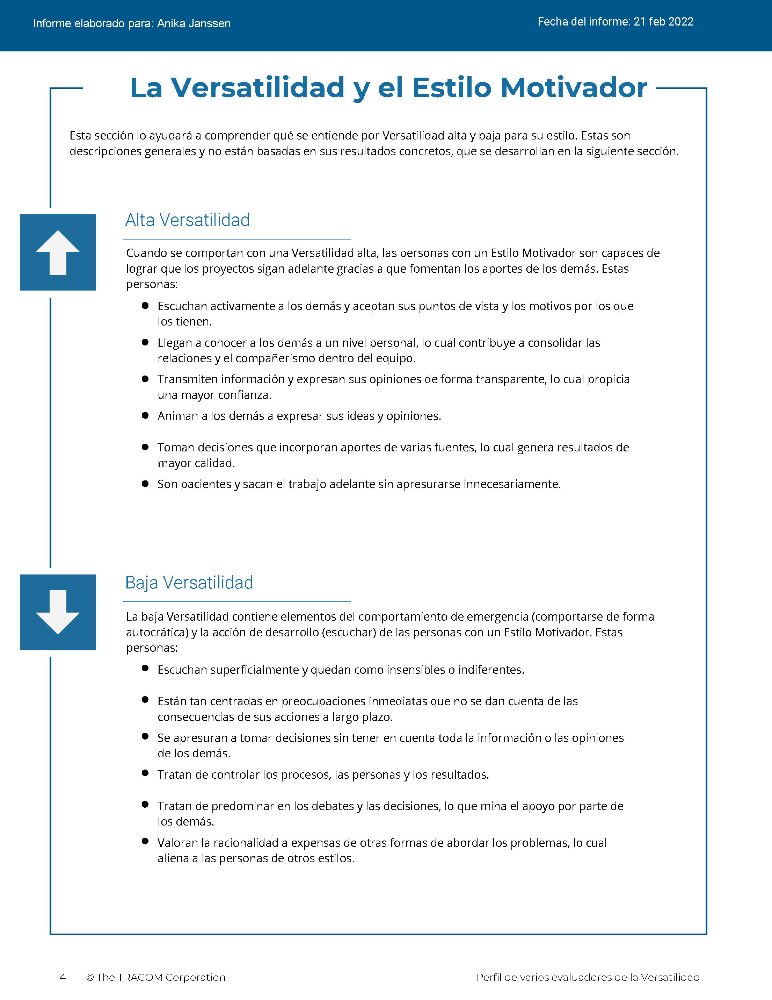 Informe elaborado para: Anika Janssen
Fecha del informe: 21 feb 2022
La Versatilidad y el Estilo Motivador
Esta sección lo ayudará a comprender qué se entiende por Versatilidad alta y baja para su estilo. Estas son
descripciones generales y no están basadas en sus resultados concretos, que se desarrollan en la siguiente sección.
Alta Versatilidad
Cuando se comportan con una Versatilidad alta, las personas con un Estilo Motivador son capaces de
lograr que los proyectos sigan adelante gracias a que fomentan los aportes de los demás. Estas
personas:
● Escuchan activamente a los demás y aceptan sus puntos de vista y los motivos por los que
los tienen.
● Llegan a conocer a los demás a un nivel personal, lo cual contribuye a consolidar las
relaciones y el compañerismo dentro del equipo.
● Transmiten información y expresan sus opiniones de forma transparente, lo cual propicia
una mayor confianza.
● Animan a los demás a expresar sus ideas y opiniones.
● Toman decisiones que incorporan aportes de varias fuentes, lo cual genera resultados de
mayor calidad.
● Son pacientes y sacan el trabajo adelante sin apresurarse innecesariamente.
Baja Versatilidad
La baja Versatilidad contiene elementos del comportamiento de emergencia (comportarse de forma
autocrática) y la acción de desarrollo (escuchar) de las personas con un Estilo Motivador. Estas
personas:
● Escuchan superficialmente y quedan como insensibles o indiferentes.
● Están tan centradas en preocupaciones inmediatas que no se dan cuenta de las
consecuencias de sus acciones a largo plazo.
● Se apresuran a tomar decisiones sin tener en cuenta toda la información o las opiniones
de los demás.
● Tratan de controlar los procesos, las personas y los resultados.
● Tratan de predominar en los debates y las decisiones, lo que mina el apoyo por parte de
los demás.
● Valoran la racionalidad a expensas de otras formas de abordar los problemas, lo cual
aliena a las personas de otros estilos.
4 © The TRACOM Corporation
Perfil de varios evaluadores de la Versatilidad